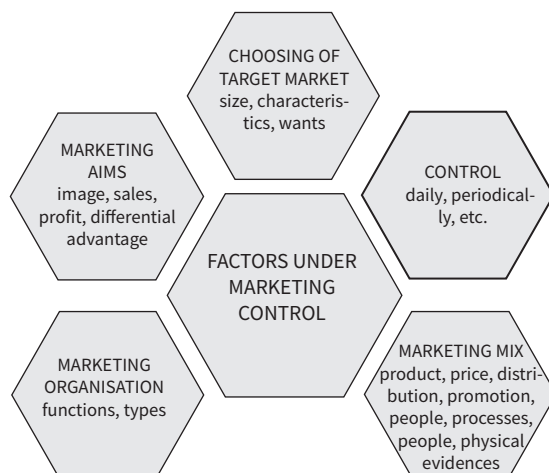 CHOOSING OF
TARGET MARKET
size, characteris-
tics, wants
MARKETING
AIMS
image, sales,
profit, differential
advantage
CONTROL
daily, periodical-
ly, etc.
FACTORS UNDER
MARKETING
CONTROL
MARKETING
ORGANISATION
functions, types
MARKETING MIX
product, price, distri-
bution, promotion,
people, processes,
people, physical
evidences